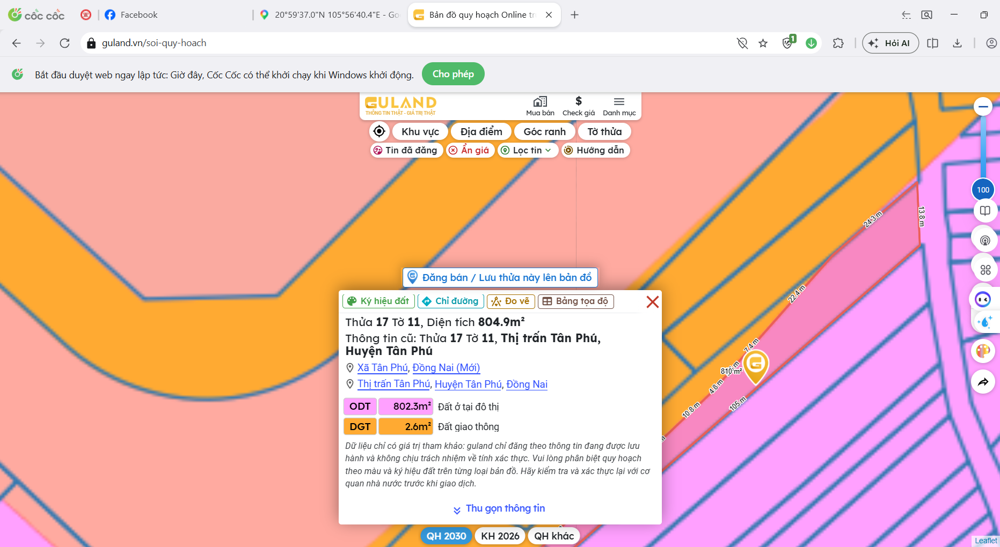 cốc cốc
Facebook
20°59'37.0"N 105°56'40.4"E - Go
Bản đồ quy hoạch Online tr
guland.vn/soi-quy-hoach
1
Hỏi AI
Bắt đầu duyệt web ngay lập tức: Giờ đây, Cốc Cốc có thể khởi chạy khi Windows khởi động.
Cho phép
GULAND
THÔNG TIN THẬT - GIÁ TRỊ THẬT
Mua bán
$
Check giá
Danh mục
Khu vực
Địa điểm
Góc ranh
Tờ thửa
Tin đã đăng
Ẩn giá
Lọc tin
Hướng dẫn
100
13.8 m
24.3 m
22.4 m
7.4 m
810 m²
4.8 m
105 m
10.8 m
Đăng bán / Lưu thửa này lên bản đồ
Ký hiệu đất
Chỉ đường
Đo vẽ
Bảng tọa độ
Thửa 17 Tờ 11, Diện tích 804.9m²
Thông tin cũ: Thửa 17 Tờ 11, Thị trấn Tân Phú,
Huyện Tân Phú
Xã Tân Phú, Đồng Nai (Mới)
Thị trấn Tân Phú, Huyện Tân Phú, Đồng Nai
ODT 802.3m² Đất ở tại đô thị
DGT 2.6m² Đất giao thông
Dữ liệu chỉ có giá trị tham khảo: guland chỉ đăng theo thông tin đang được lưu
hành và không chịu trách nhiệm về tính xác thực. Vui lòng phân biệt quy hoạch
theo màu và ký hiệu đất trên từng loại bản đồ. Hãy kiểm tra và xác thực lại với cơ
quan nhà nước trước khi giao dịch.
Thu gọn thông tin
QH 2030
KH 2026
QH khác
Leaflet